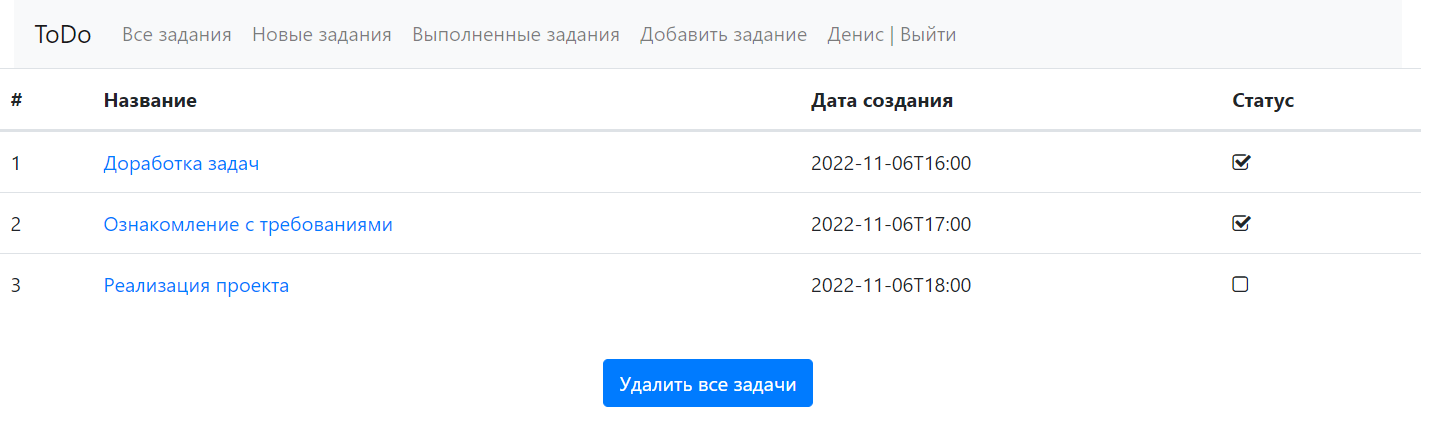 ToDo Все задания Новые задания Выполненные задания Добавить задание Денис | Выйти
# Название Дата создания Статус
1 Доработка задач 2022-11-06T16:00
2 Ознакомление с требованиями 2022-11-06T17:00
3 Реализация проекта 2022-11-06T18:00
Удалить все задачи